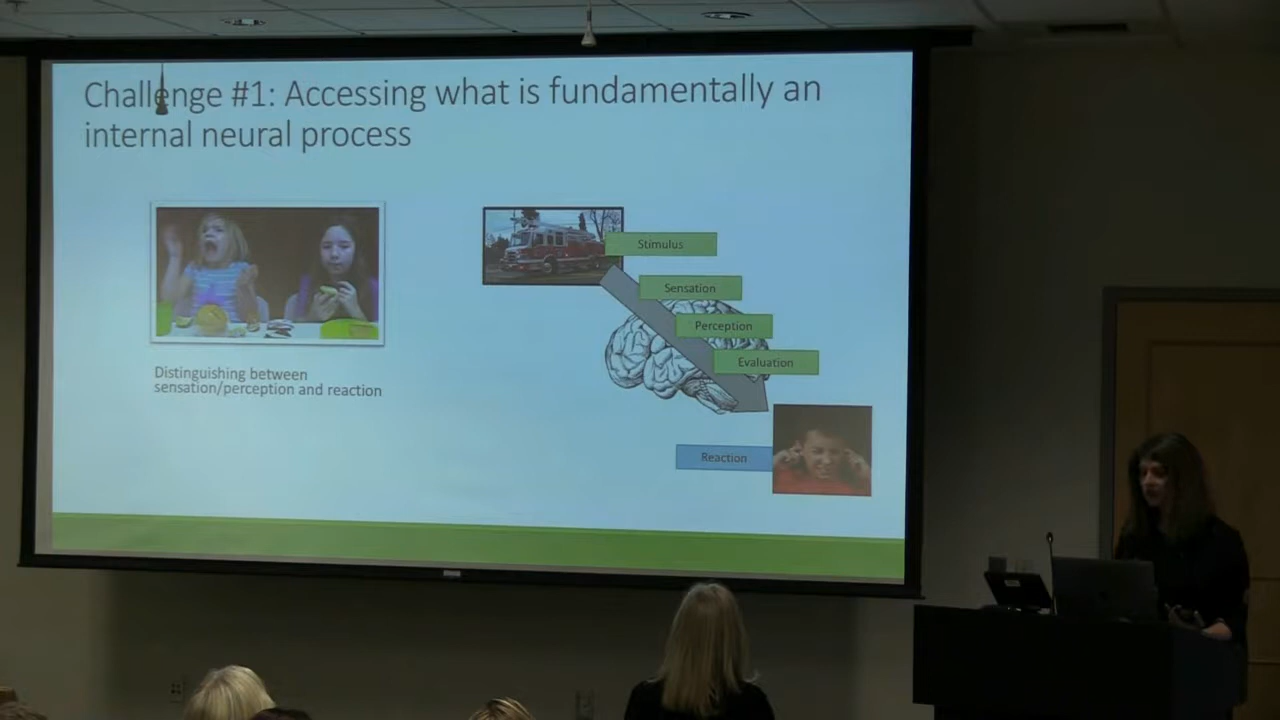 Challenge #1: Accessing what is fundamentally an
internal neural process
Stimulus
Sensation
Perception
Evaluation
Distinguishing between
sensation/perception and reaction
Reaction